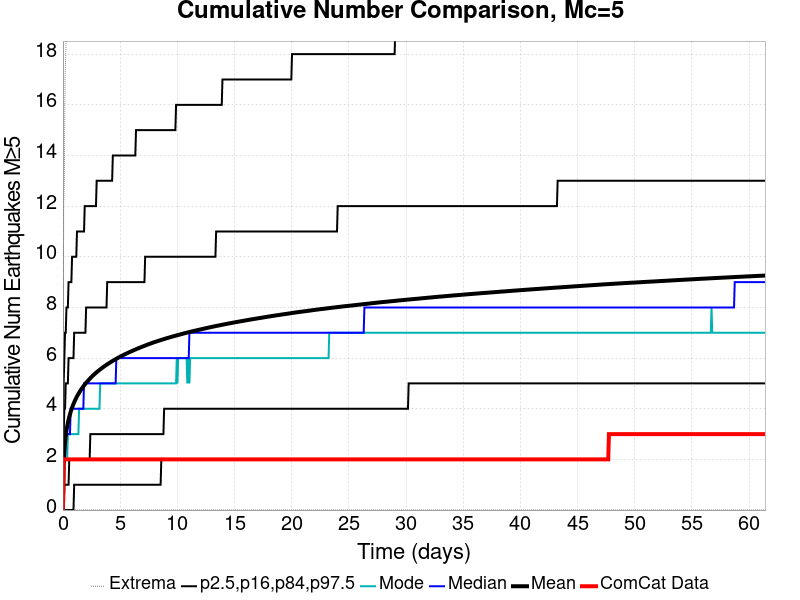 Cumulative Number Comparison, Mc=5
Cumulative Num Earthquakes M≥5
18
16
14
12
10
8
6
4
2
0
0 5 10 15 20 25 30 35 40 45 50 55 60
Time (days)
Extrema p2.5,p16,p84,p97.5 Mode Median Mean ComCat Data